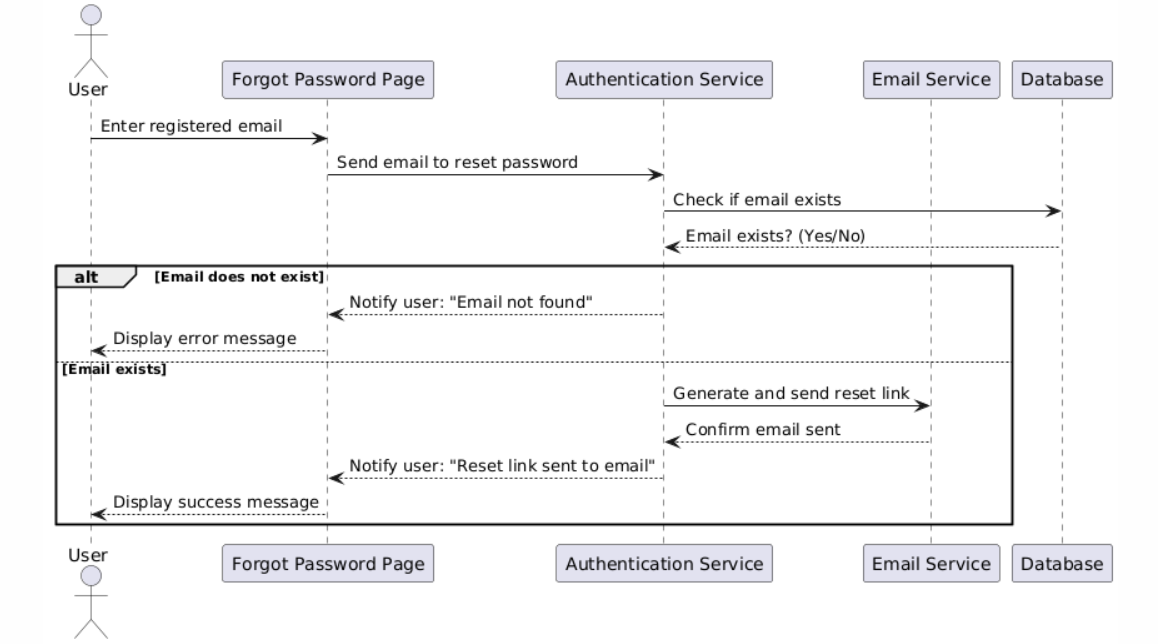 User
Forgot Password Page
Authentication Service
Email Service
Database
Enter registered email
Send email to reset password
Check if email exists
Email exists? (Yes/No)
alt
[Email does not exist]
Notify user: "Email not found"
Display error message
[Email exists]
Generate and send reset link
Confirm email sent
Notify user: "Reset link sent to email"
Display success message
User
Forgot Password Page
Authentication Service
Email Service
Database